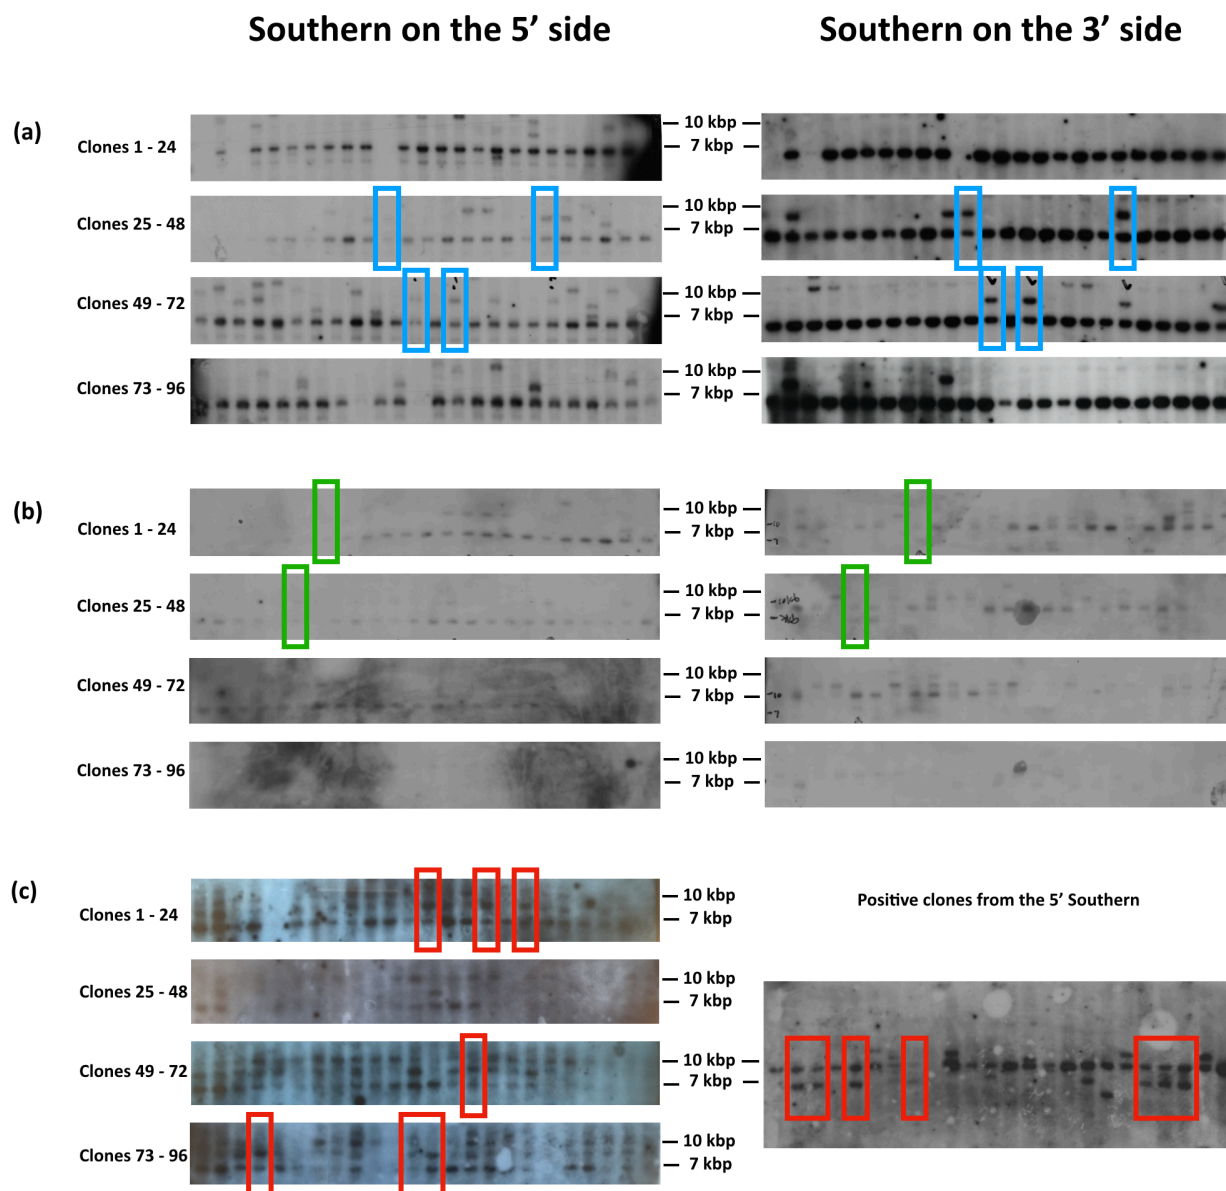 Southern on the 5’ side
Southern on the 3’ side
(a)
Clones 1 - 24
— 10 kbp —
— 7 kbp —
Clones 25 - 48
— 10 kbp —
— 7 kbp —
Clones 49 - 72
— 10 kbp —
— 7 kbp —
Clones 73 - 96
— 10 kbp —
— 7 kbp —
(b)
Clones 1 - 24
— 10 kbp —
— 7 kbp —
-10
-7
Clones 25 - 48
— 10 kbp —
— 7 kbp —
Clones 49 - 72
— 10 kbp —
— 7 kbp —
-10
-7
Clones 73 - 96
— 10 kbp —
— 7 kbp —
(c)
Clones 1 - 24
— 10 kbp
— 7 kbp
Positive clones from the 5’ Southern
Clones 25 - 48
— 10 kbp
— 7 kbp
Clones 49 - 72
— 10 kbp —
— 7 kbp —
Clones 73 - 96
— 10 kbp
— 7 kbp